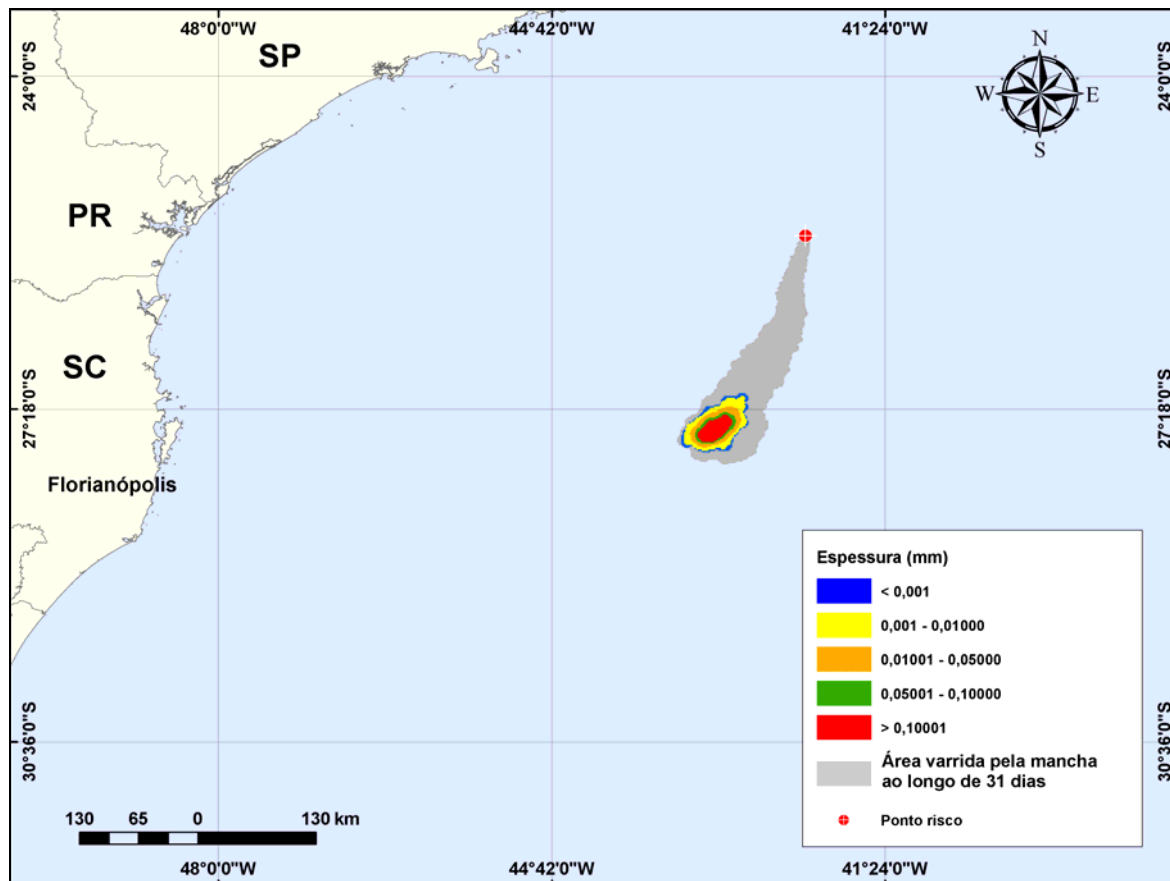 48°0'0"W
44°42'0"W
41°24'0"W
SP
N
W
E
S
24°0'0"S
24°0'0"S
PR
SC
27°18'0"S
27°18'0"S
Florianópolis
Espessura (mm)
< 0,001
0,001 - 0,01000
0,01001 - 0,05000
0,05001 - 0,10000
> 0,10001
Área varrida pela mancha
ao longo de 31 dias
Ponto risco
30°36'0"S
30°36'0"S
130 65 0 130 km
48°0'0"W
44°42'0"W
41°24'0"W